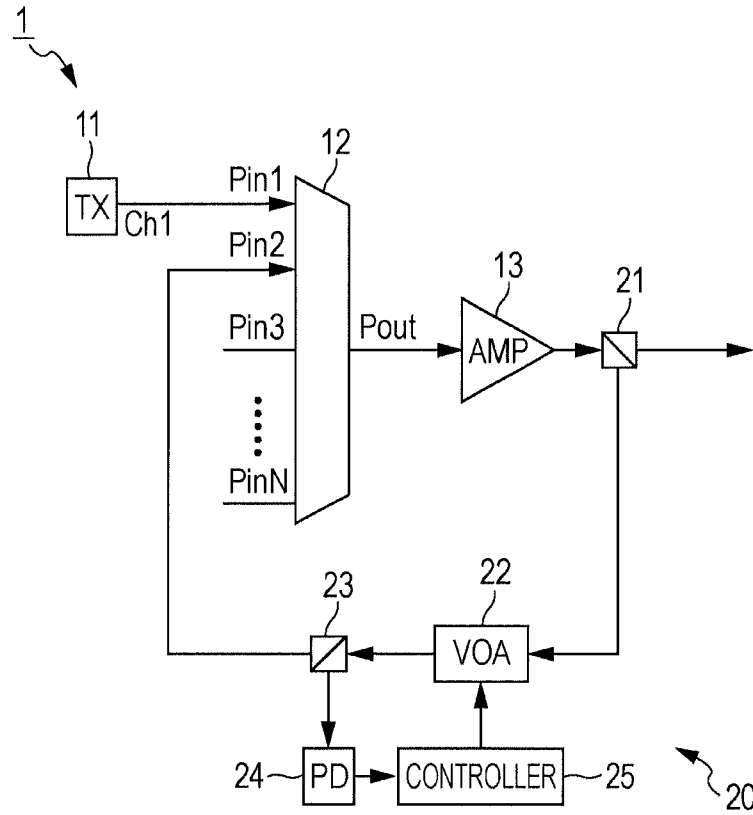 1
11
TX
Ch1
Pin1
12
Pin2
Pin3
Pout
13
AMP
21
PinN
23
22
VOA
24
PD
CONTROLLER
25
20